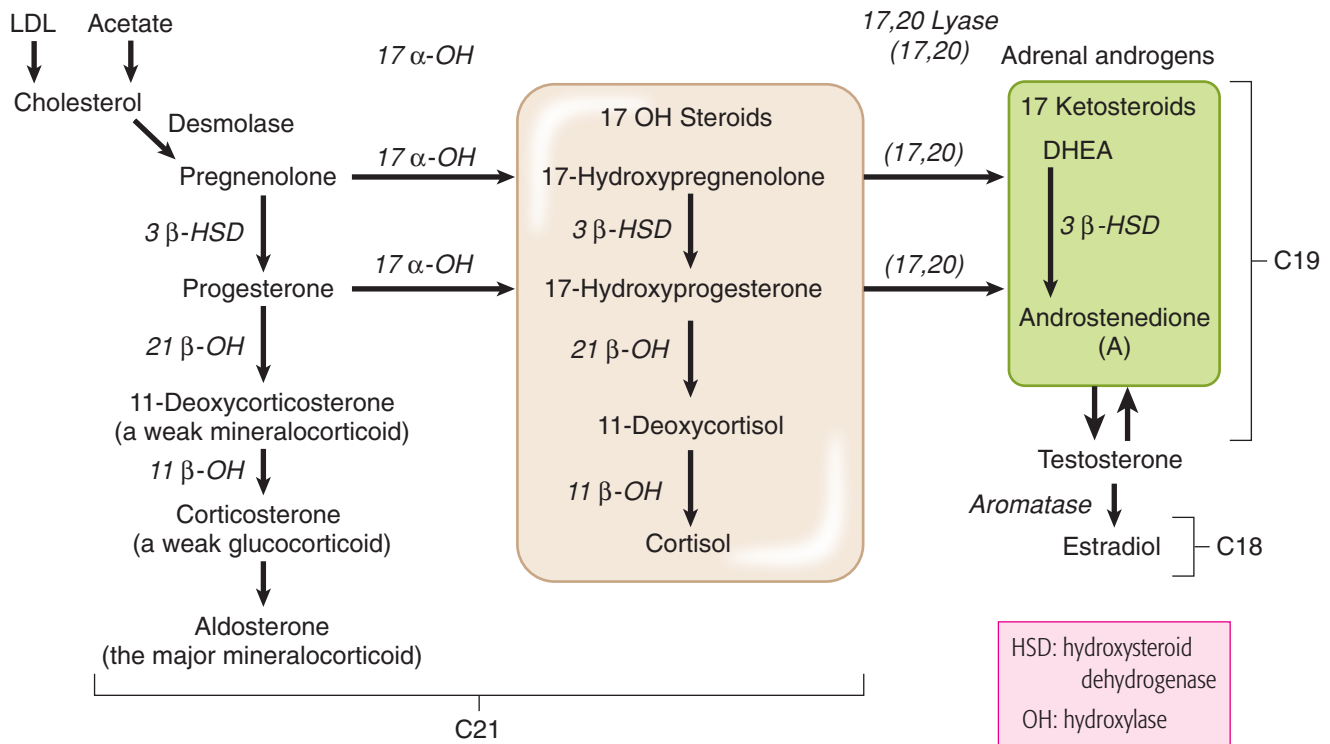 LDL
Acetate
Cholesterol
Desmolase
17 α-OH
17,20 Lyase
(17,20)
Adrenal androgens
Pregnenolone
17 α-OH
17 OH Steroids
17-Hydroxypregnenolone
(17,20)
17 Ketosteroids
DHEA
3 β-HSD
3 β-HSD
3 β-HSD
Progesterone
17 α-OH
17-Hydroxyprogesterone
(17,20)
Androstenedione
(A)
C19
21 β-OH
21 β-OH
11-Deoxycorticosterone
(a weak mineralocorticoid)
11-Deoxycortisol
Testosterone
11 β-OH
11 β-OH
Aromatase
Corticosterone
(a weak glucocorticoid)
Cortisol
Estradiol
C18
Aldosterone
(the major mineralocorticoid)
C21
HSD: hydroxysteroid
dehydrogenase
OH: hydroxylase